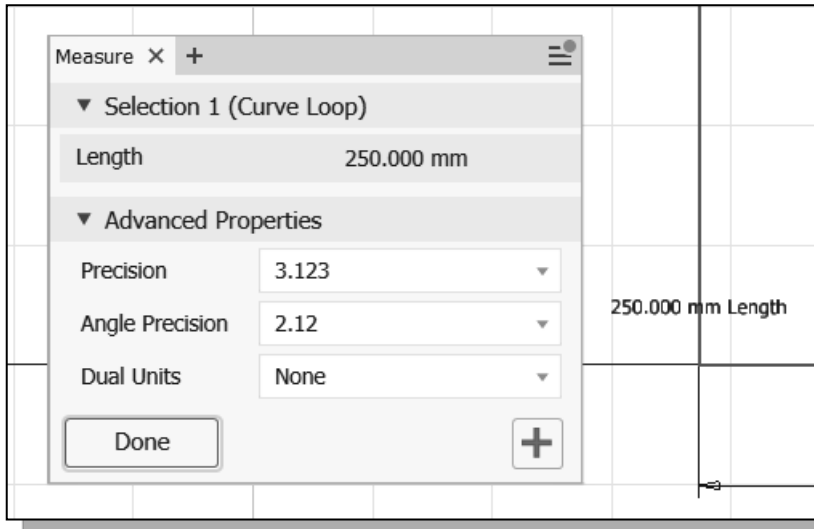 Measure × +
▼ Selection 1 (Curve Loop)
Length 250.000 mm
▼ Advanced Properties
Precision 3.123
Angle Precision 2.12
250.000 mm Length
Dual Units None
Done